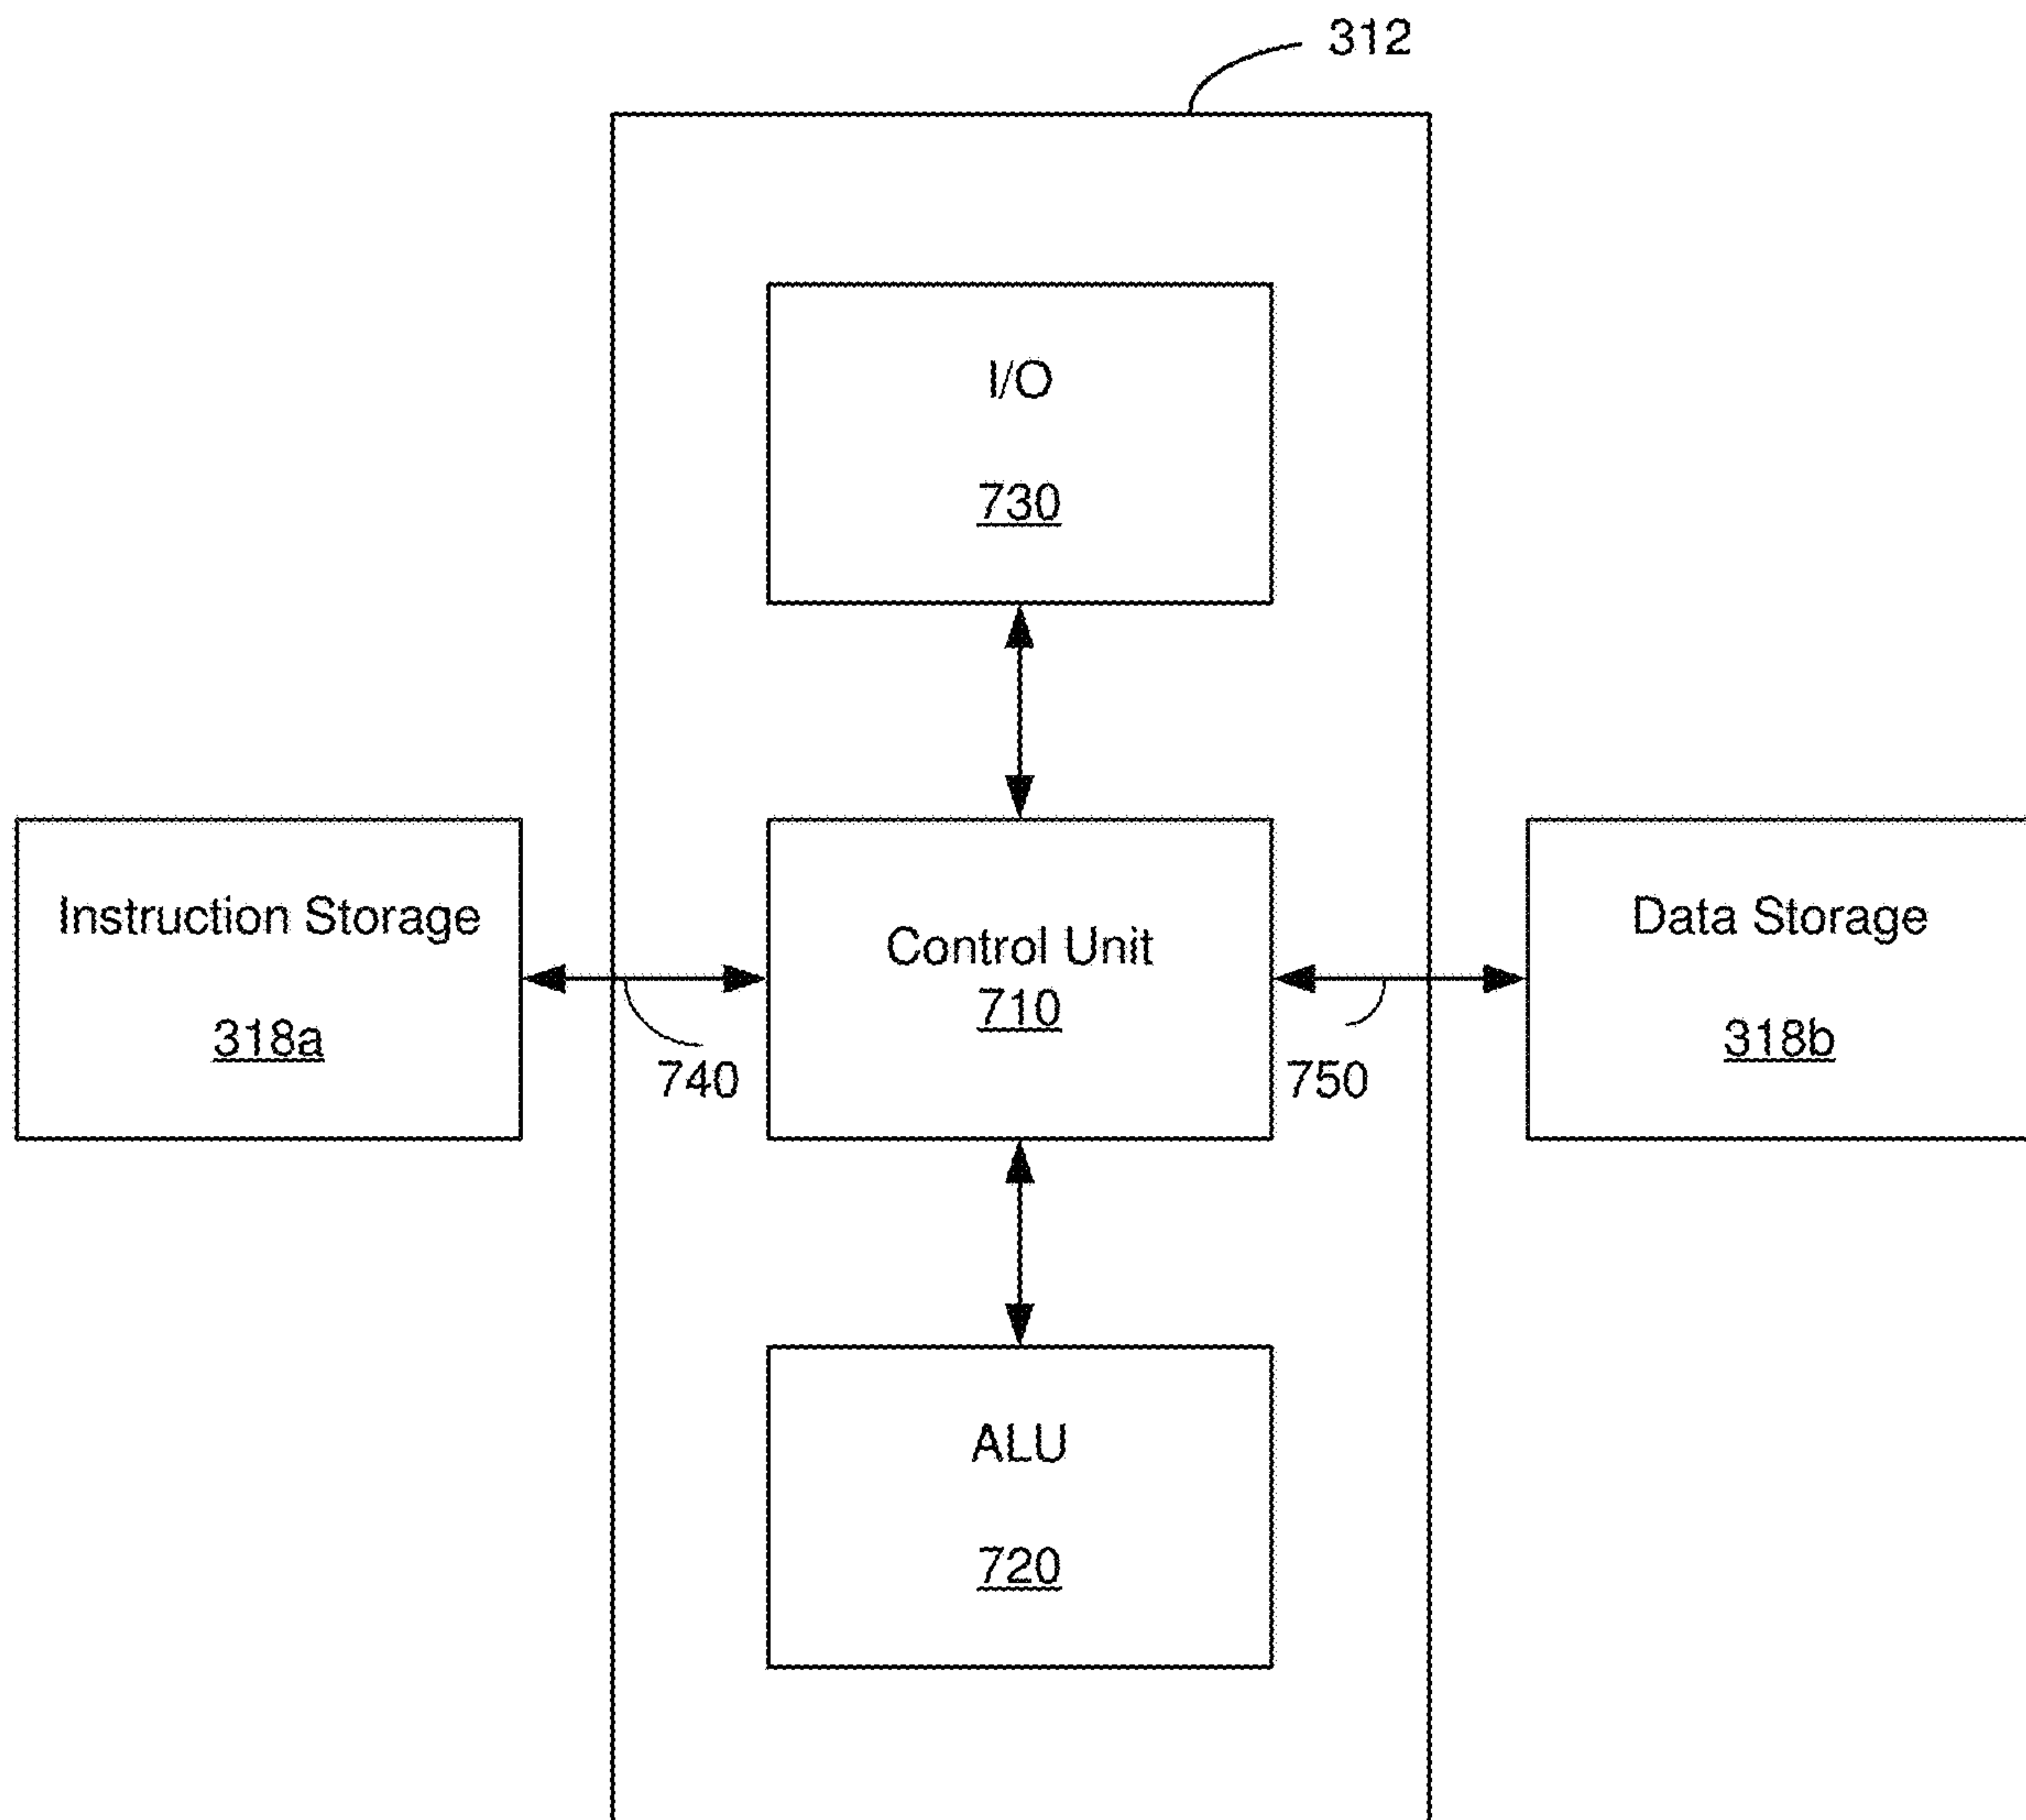 312
I/O
730
Instruction Storage
318a
Control Unit
710
Data Storage
318b
740
750
ALU
720